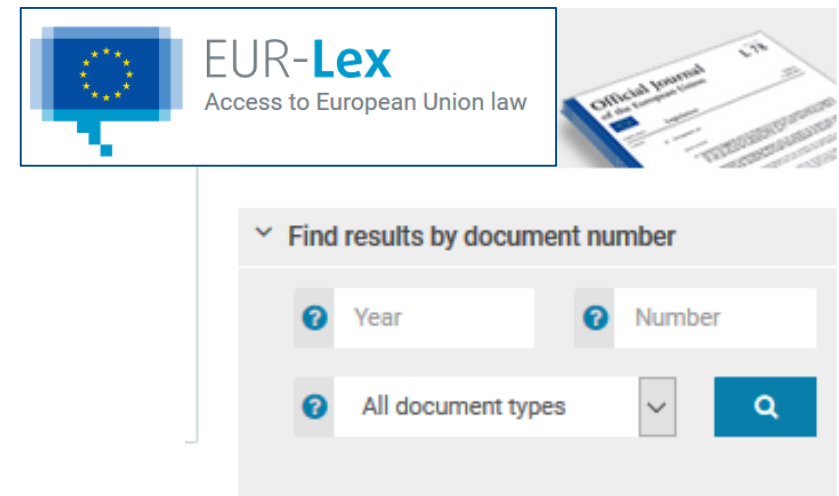 EUR-Lex
Access to European Union law
Official Journal
of the European Union
L 78
Legislation
Find results by document number
Year
Number
All document types